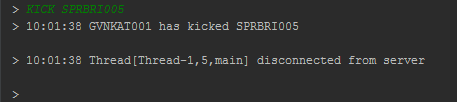 > KICK SPRBRI005
> 10:01:38 GVNKAT001 has kicked SPRBRI005
> 10:01:38 Thread[Thread-1,5,main] disconnected from server
>